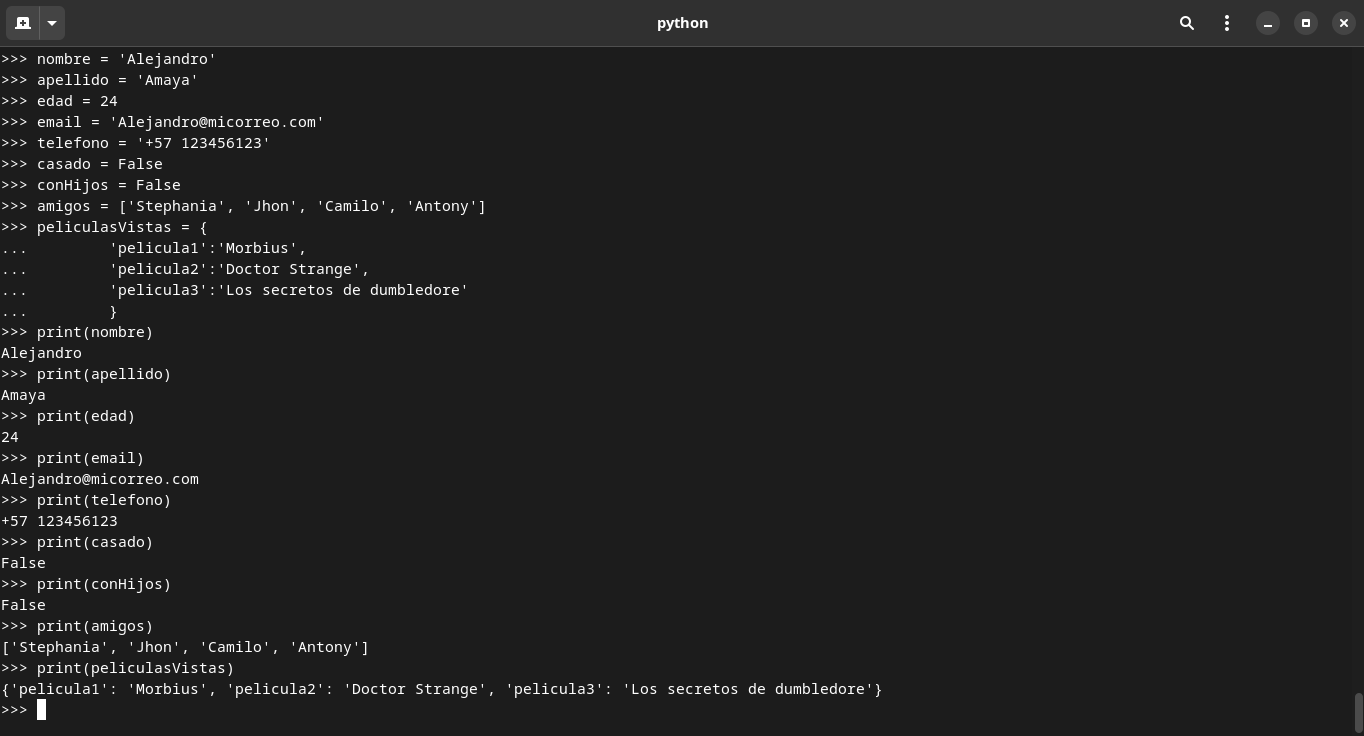 python
>>> nombre = 'Alejandro'
>>> apellido = 'Amaya'
>>> edad = 24
>>> email = 'Alejandro@micorreo.com'
>>> telefono = '+57 123456123'
>>> casado = False
>>> conHijos = False
>>> amigos = ['Stephania', 'Jhon', 'Camilo', 'Antony']
>>> peliculasVistas = {
...         'pelicula1':'Morbius',
...         'pelicula2':'Doctor Strange',
...         'pelicula3':'Los secretos de dumbledore'
...         }
>>> print(nombre)
Alejandro
>>> print(apellido)
Amaya
>>> print(edad)
24
>>> print(email)
Alejandro@micorreo.com
>>> print(telefono)
+57 123456123
>>> print(casado)
False
>>> print(conHijos)
False
>>> print(amigos)
['Stephania', 'Jhon', 'Camilo', 'Antony']
>>> print(peliculasVistas)
{'pelicula1': 'Morbius', 'pelicula2': 'Doctor Strange', 'pelicula3': 'Los secretos de dumbledore'}
>>>